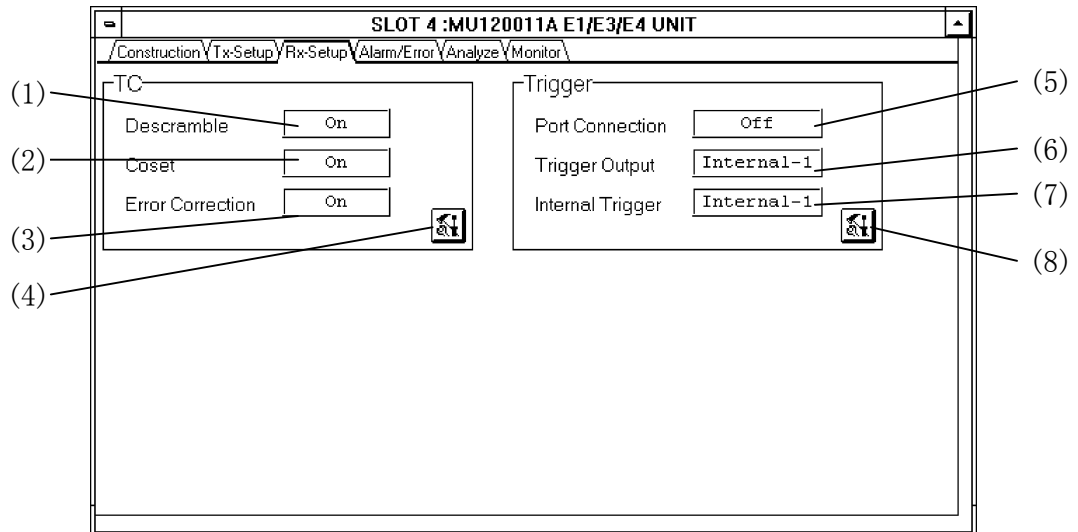 SLOT 4 :MU120011A E1/E3/E4 UNIT
Construction Tx-Setup Rx-Setup Alarm/Error Analyze Monitor
TC
(1) Descramble On
(2) Coset On
(3) Error Correction On
(4)
Trigger
Port Connection Off (5)
Trigger Output Internal-1 (6)
Internal Trigger Internal-1 (7)
(8)